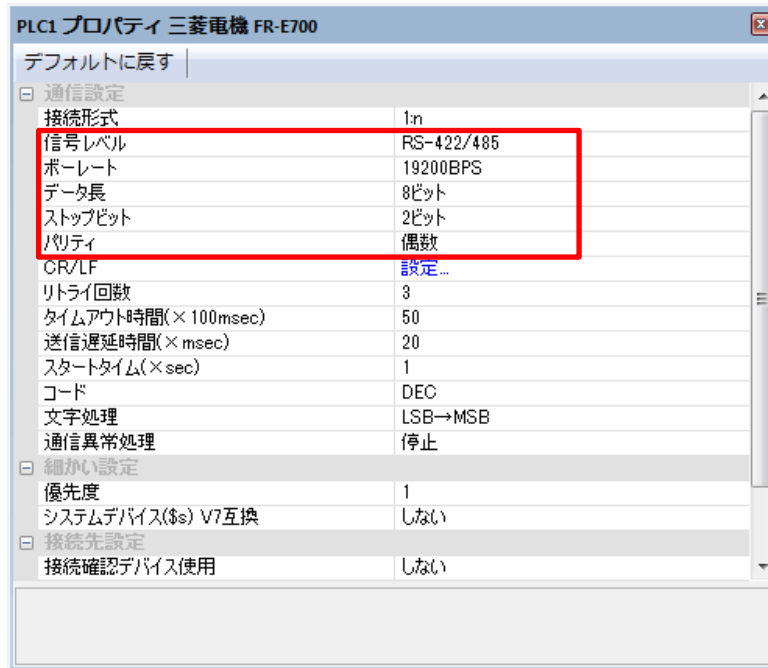 PLC1 プロパティ 三菱電機 FR-E700
デフォルトに戻す
通信設定
接続形式 1:n
信号レベル RS-422/485
ボーレート 19200BPS
データ長 8ビット
ストップビット 2ビット
パリティ 偶数
CR/LF 設定...
リトライ回数 3
タイムアウト時間(×100msec) 50
送信遅延時間(×msec) 20
スタートタイム(×sec) 1
コード DEC
文字処理 LSB→MSB
通信異常処理 停止
細かい設定
優先度 1
システムデバイス($s) V7互換 しない
接続先設定
接続確認デバイス使用 しない